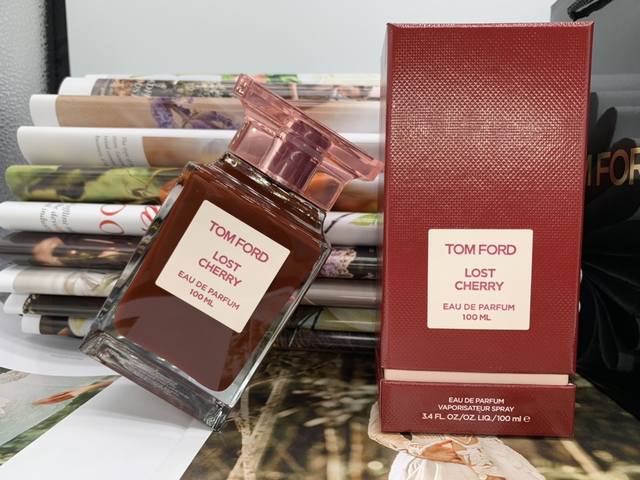 TOM FORD
LOST
CHERRY
EAU DE PARFUM
100 ML
TOM FORD
LOST
CHERRY
EAU DE PARFUM
100 ML
EAU DE PARFUM
VAPORISATEUR SPRAY
3.4 FL. OZ./OZ. LIQ./100 ml ℮